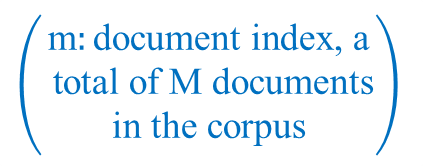 m: document index, a
total of M documents
in the corpus